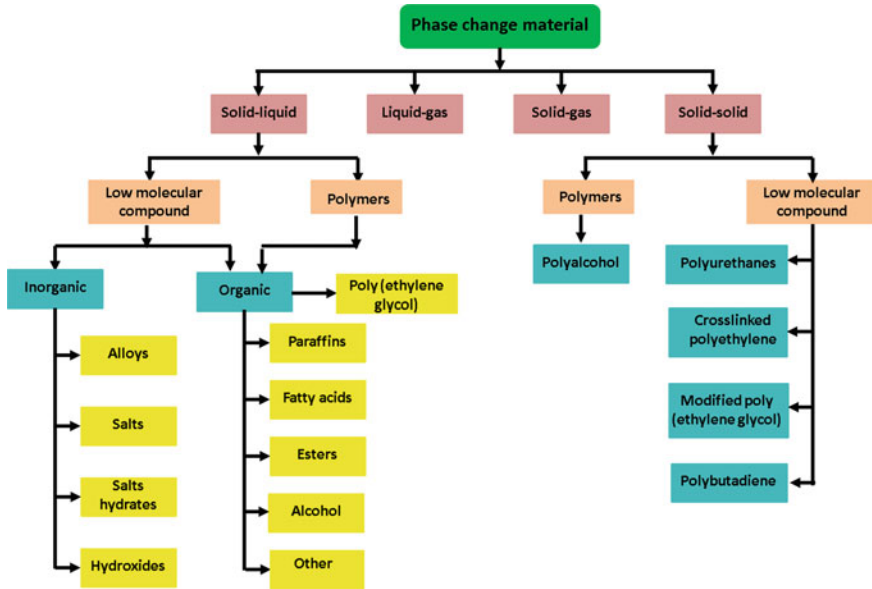 Phase change material
Solid-liquid
Liquid-gas
Solid-gas
Solid-solid
Low molecular
compound
Polymers
Polymers
Low molecular
compound
Inorganic
Organic
Poly (ethylene
glycol)
Polyalcohol
Polyurethanes
Alloys
Paraffins
Crosslinked
polyethylene
Salts
Fatty acids
Modified poly
(ethylene glycol)
Salts
hydrates
Esters
Polybutadiene
Hydroxides
Alcohol
Other